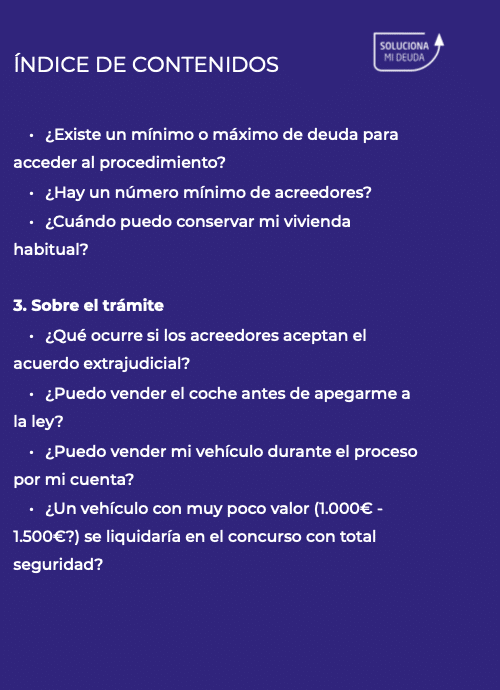 SOLUCIONA
MI DEUDA
ÍNDICE DE CONTENIDOS
• ¿Existe un mínimo o máximo de deuda para
acceder al procedimiento?
• ¿Hay un número mínimo de acreedores?
• ¿Cuándo puedo conservar mi vivienda
habitual?
3. Sobre el trámite
• ¿Qué ocurre si los acreedores aceptan el
acuerdo extrajudicial?
• ¿Puedo vender el coche antes de apegarme a
la ley?
• ¿Puedo vender mi vehículo durante el proceso
por mi cuenta?
• ¿Un vehículo con muy poco valor (1.000€ -
1.500€?) se liquidaría en el concurso con total
seguridad?